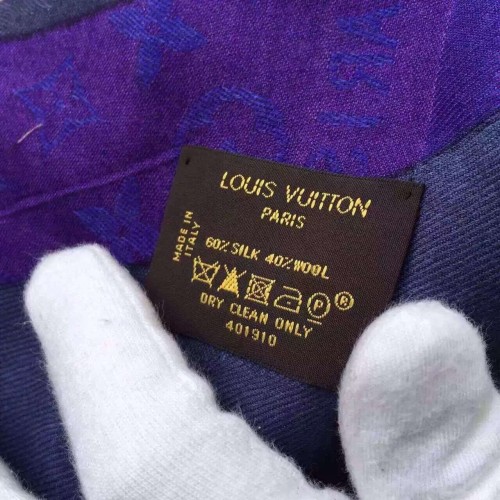 LOUIS VUITTON
PARIS
MADE IN
ITALY
60% SILK 40% WOOL
P ®
DRY CLEAN ONLY
401910